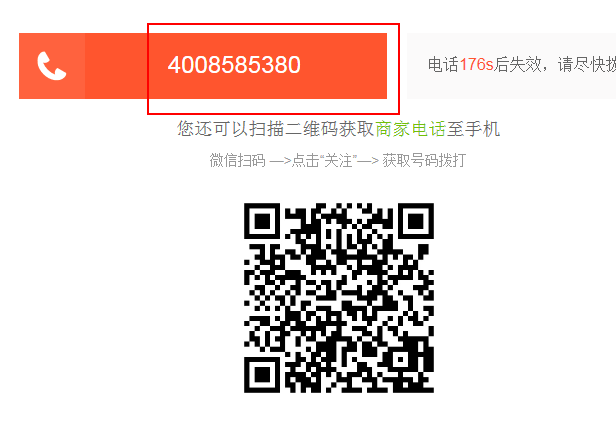 4008585380
电话176s后失效，请尽快拨
您还可以扫描二维码获取商家电话至手机
微信扫码 —>点击“关注”—> 获取号码拨打